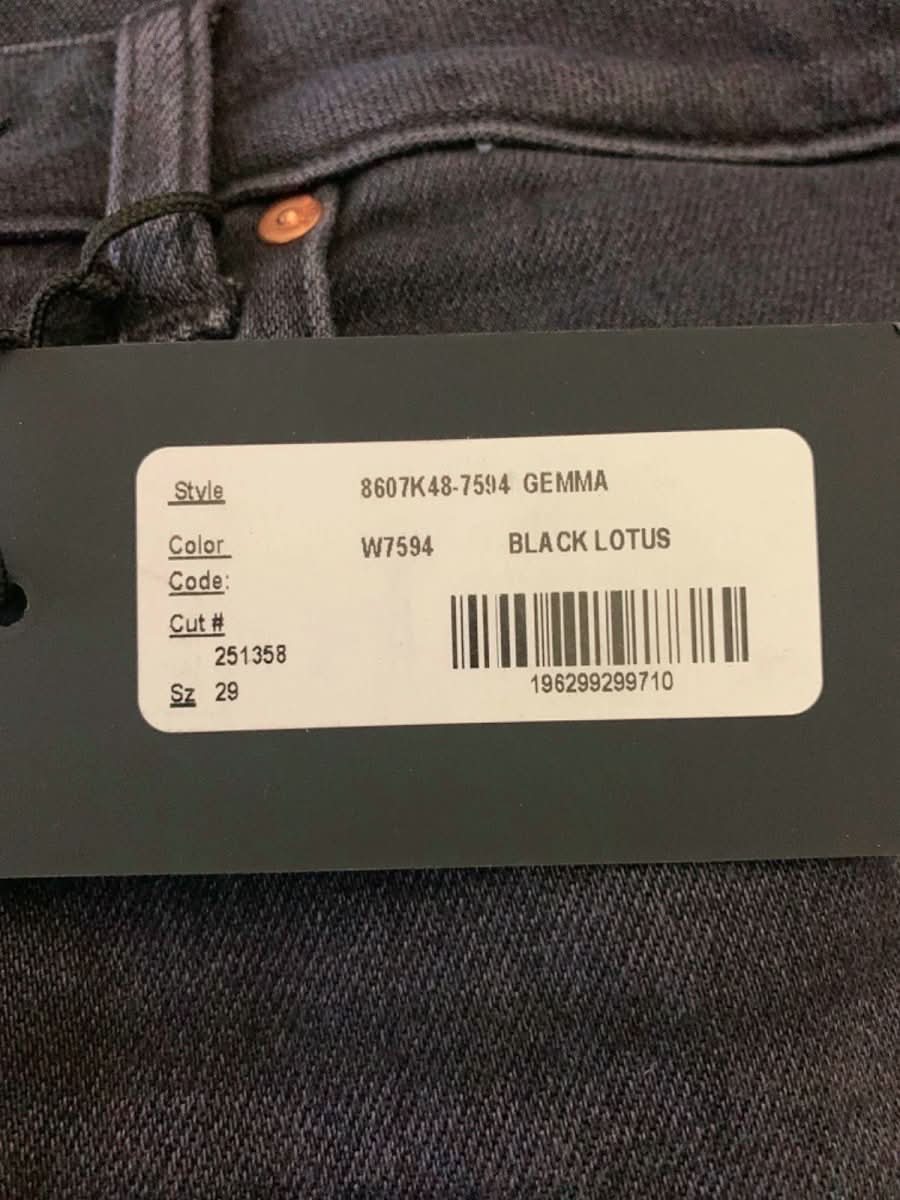 Style 8607K48-7594 GEMMA
Color W7594 BLACK LOTUS
Code:
Cut #
251358
Sz 29
196299299710